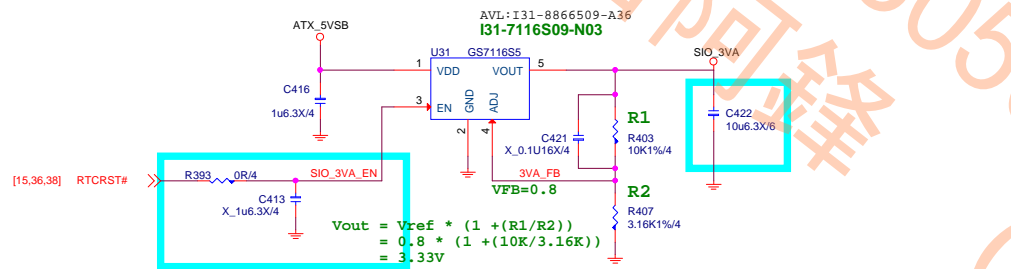 AVL:I31-8866509-A36
I31-7116S09-N03
ATX_5VSB
SIO_3VA
U31 GS7116S5
1 VDD VOUT 5
3 EN GND ADJ
2 4
C416
1u6.3X/4
C421
X_0.1U16X/4
R1
R403
10K1%/4
C422
10u6.3X/6
[15,36,38] RTCRST#
R393 0R/4
SIO_3VA_EN
C413
X_1u6.3X/4
3VA_FB
VFB=0.8
R2
R407
3.16K1%/4
Vout = Vref * (1 +(R1/R2))
= 0.8 * (1 +(10K/3.16K))
= 3.33V
阿鋒